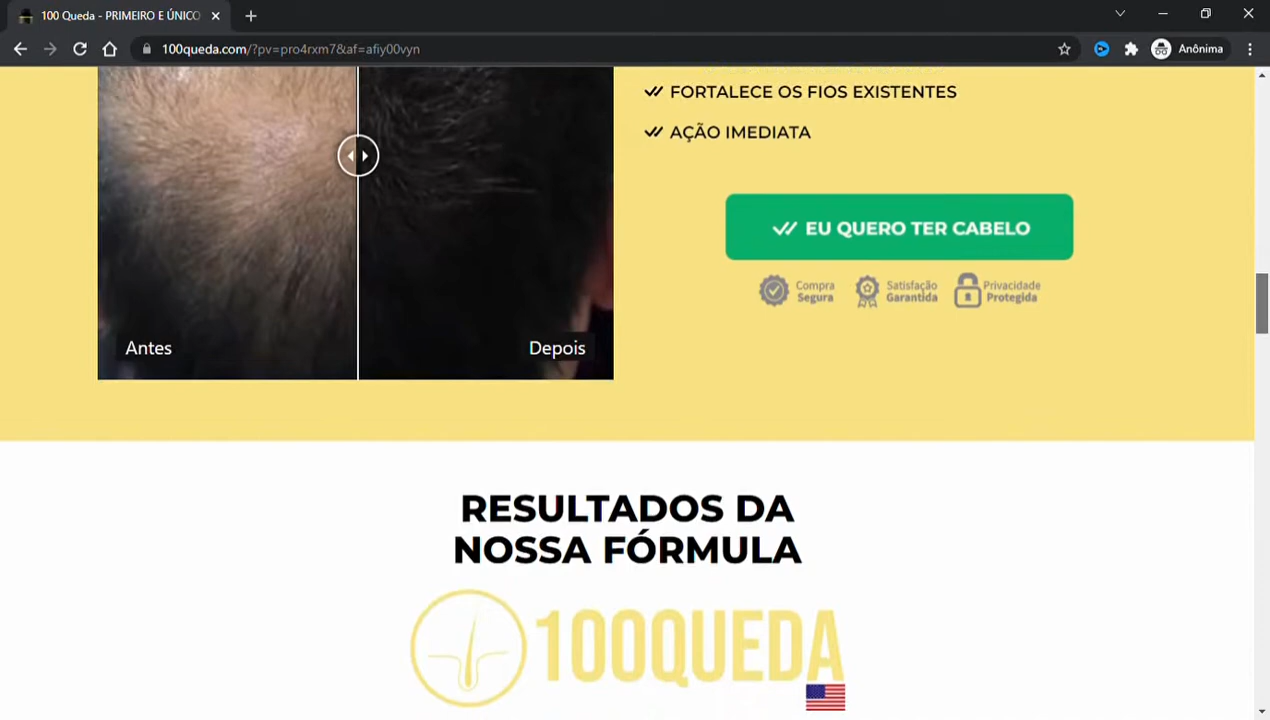 100 Queda - PRIMEIRO E ÚNICO
100queda.com/?pv=pro4rxm7&af=afiy00vyn
Anônima
FORTALECE OS FIOS EXISTENTES
AÇÃO IMEDIATA
EU QUERO TER CABELO
Compra
Segura
Satisfação
Garantida
Privacidade
Protegida
Antes
Depois
RESULTADOS DA
NOSSA FÓRMULA
100QUEDA